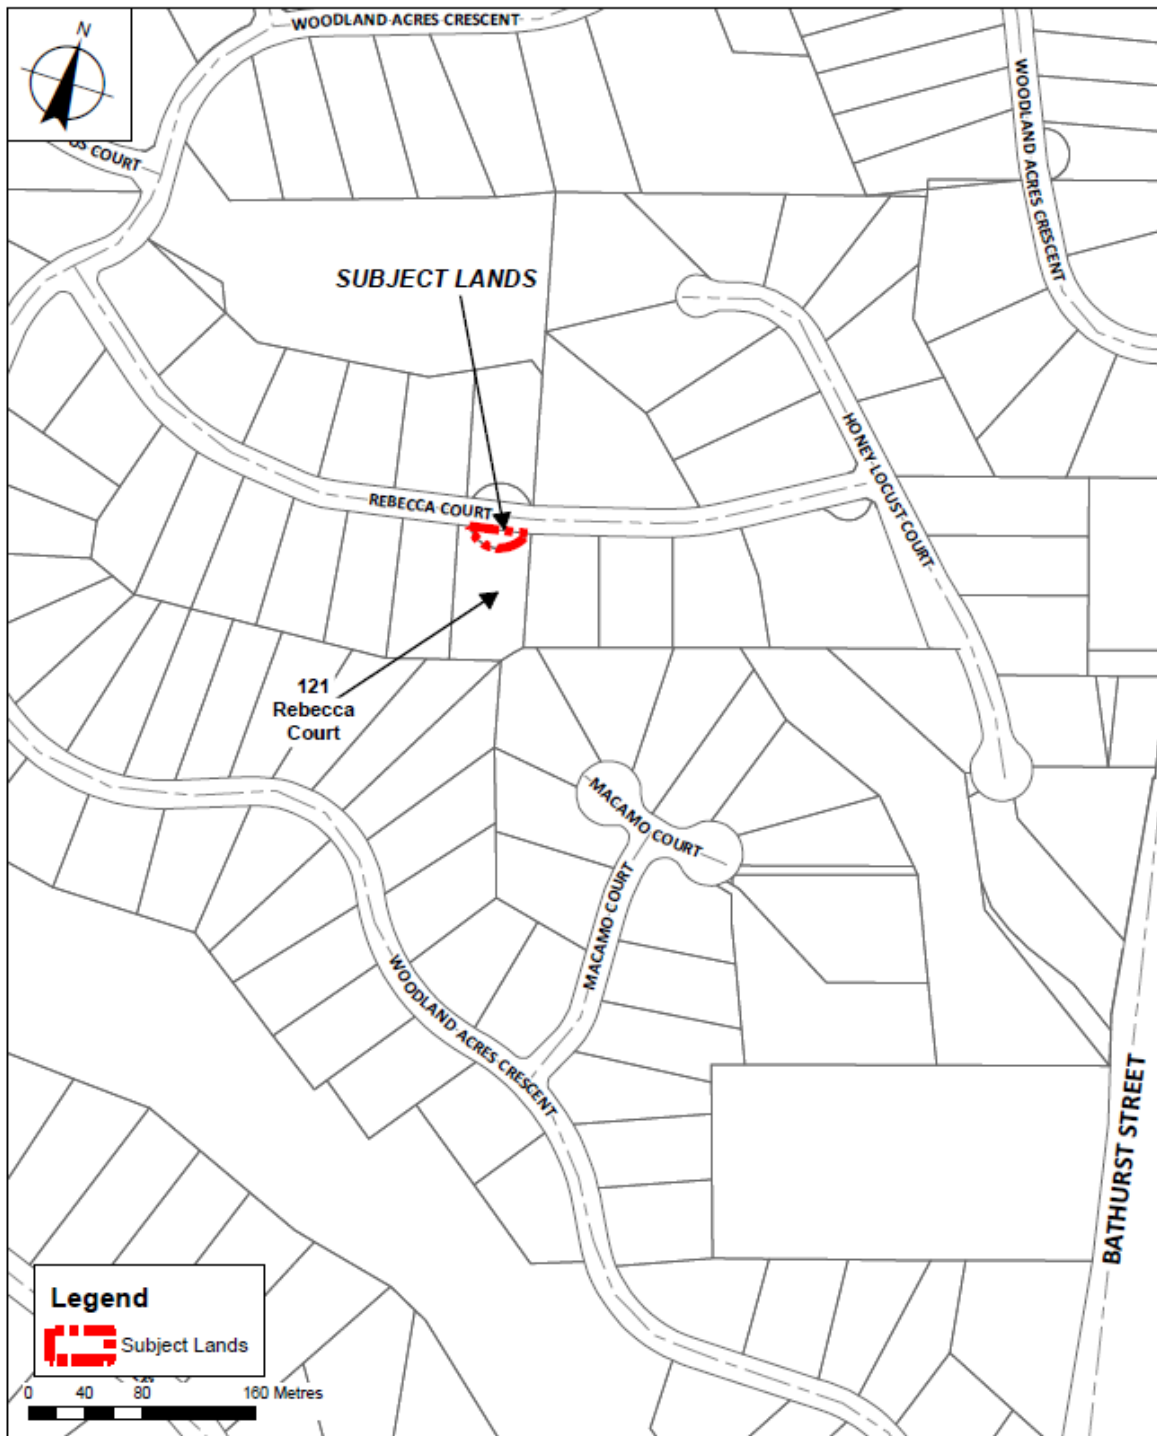 WOODLAND ACRES CRESCENT
N
WOODLAND ACRES CRESCENT
COURT
SUBJECT LANDS
HONEY LOCUST COURT
REBECCA COURT
121
Rebecca
Court
MACAMO COURT
MACAMO COURT
WOODLAND ACRES CRESCENT
BATHURST STREET
Legend
Subject Lands
0 40 80 160 Metres